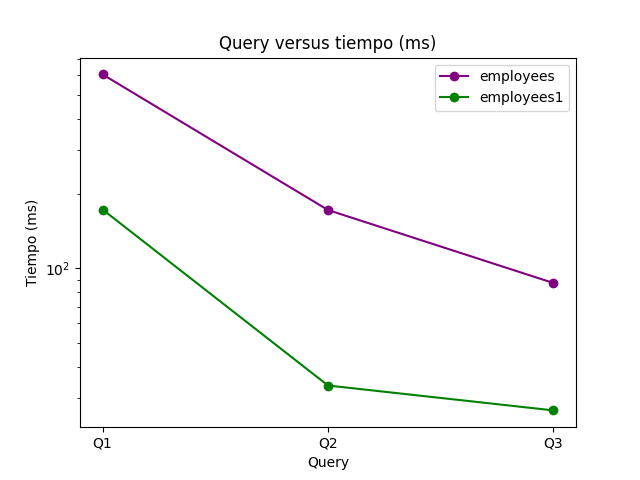 Query versus tiempo (ms)
employees
employees1
Tiempo (ms)
10²
Q1 Q2 Q3
Query